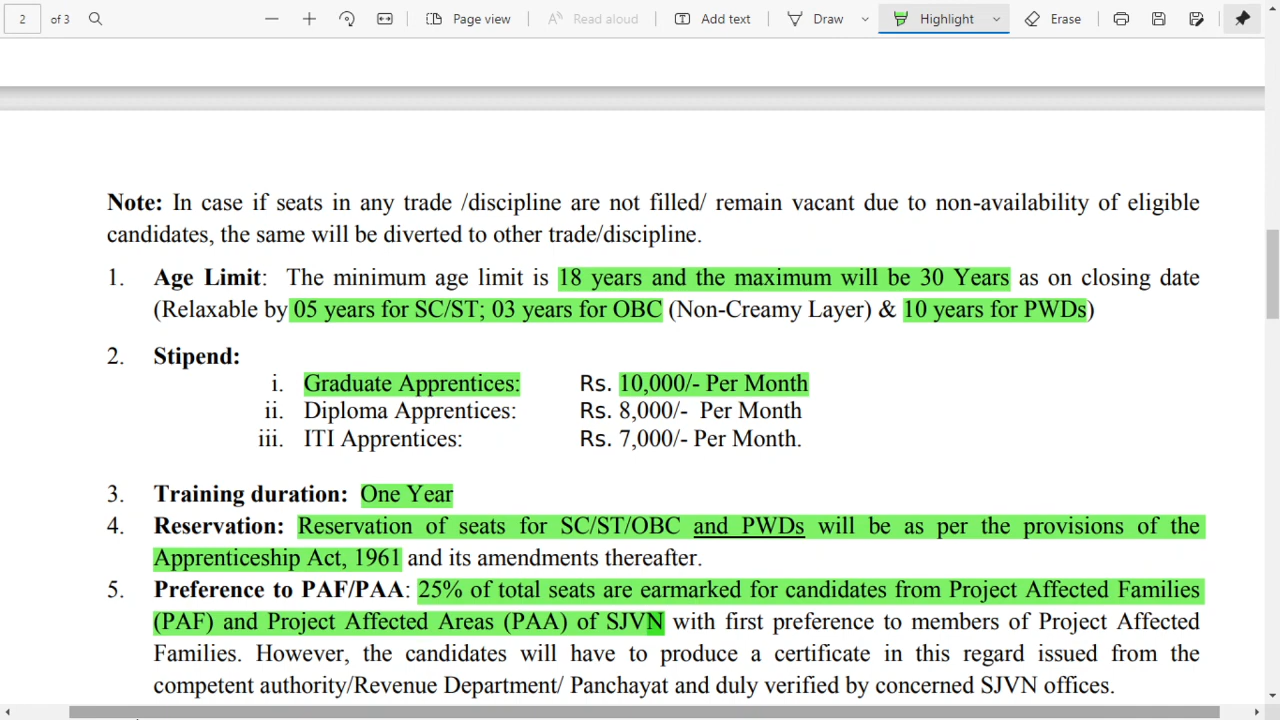 2 of 3 Page view Read aloud Add text Draw Highlight Erase
Note: In case if seats in any trade /discipline are not filled/ remain vacant due to non-availability of eligible
candidates, the same will be diverted to other trade/discipline.
1. Age Limit: The minimum age limit is 18 years and the maximum will be 30 Years as on closing date
(Relaxable by 05 years for SC/ST; 03 years for OBC (Non-Creamy Layer) & 10 years for PWDs)
2. Stipend:
i. Graduate Apprentices: Rs. 10,000/- Per Month
ii. Diploma Apprentices: Rs. 8,000/- Per Month
iii. ITI Apprentices: Rs. 7,000/- Per Month.
3. Training duration: One Year
4. Reservation: Reservation of seats for SC/ST/OBC and PWDs will be as per the provisions of the
Apprenticeship Act, 1961 and its amendments thereafter.
5. Preference to PAF/PAA: 25% of total seats are earmarked for candidates from Project Affected Families
(PAF) and Project Affected Areas (PAA) of SJVN with first preference to members of Project Affected
Families. However, the candidates will have to produce a certificate in this regard issued from the
competent authority/Revenue Department/ Panchayat and duly verified by concerned SJVN offices.